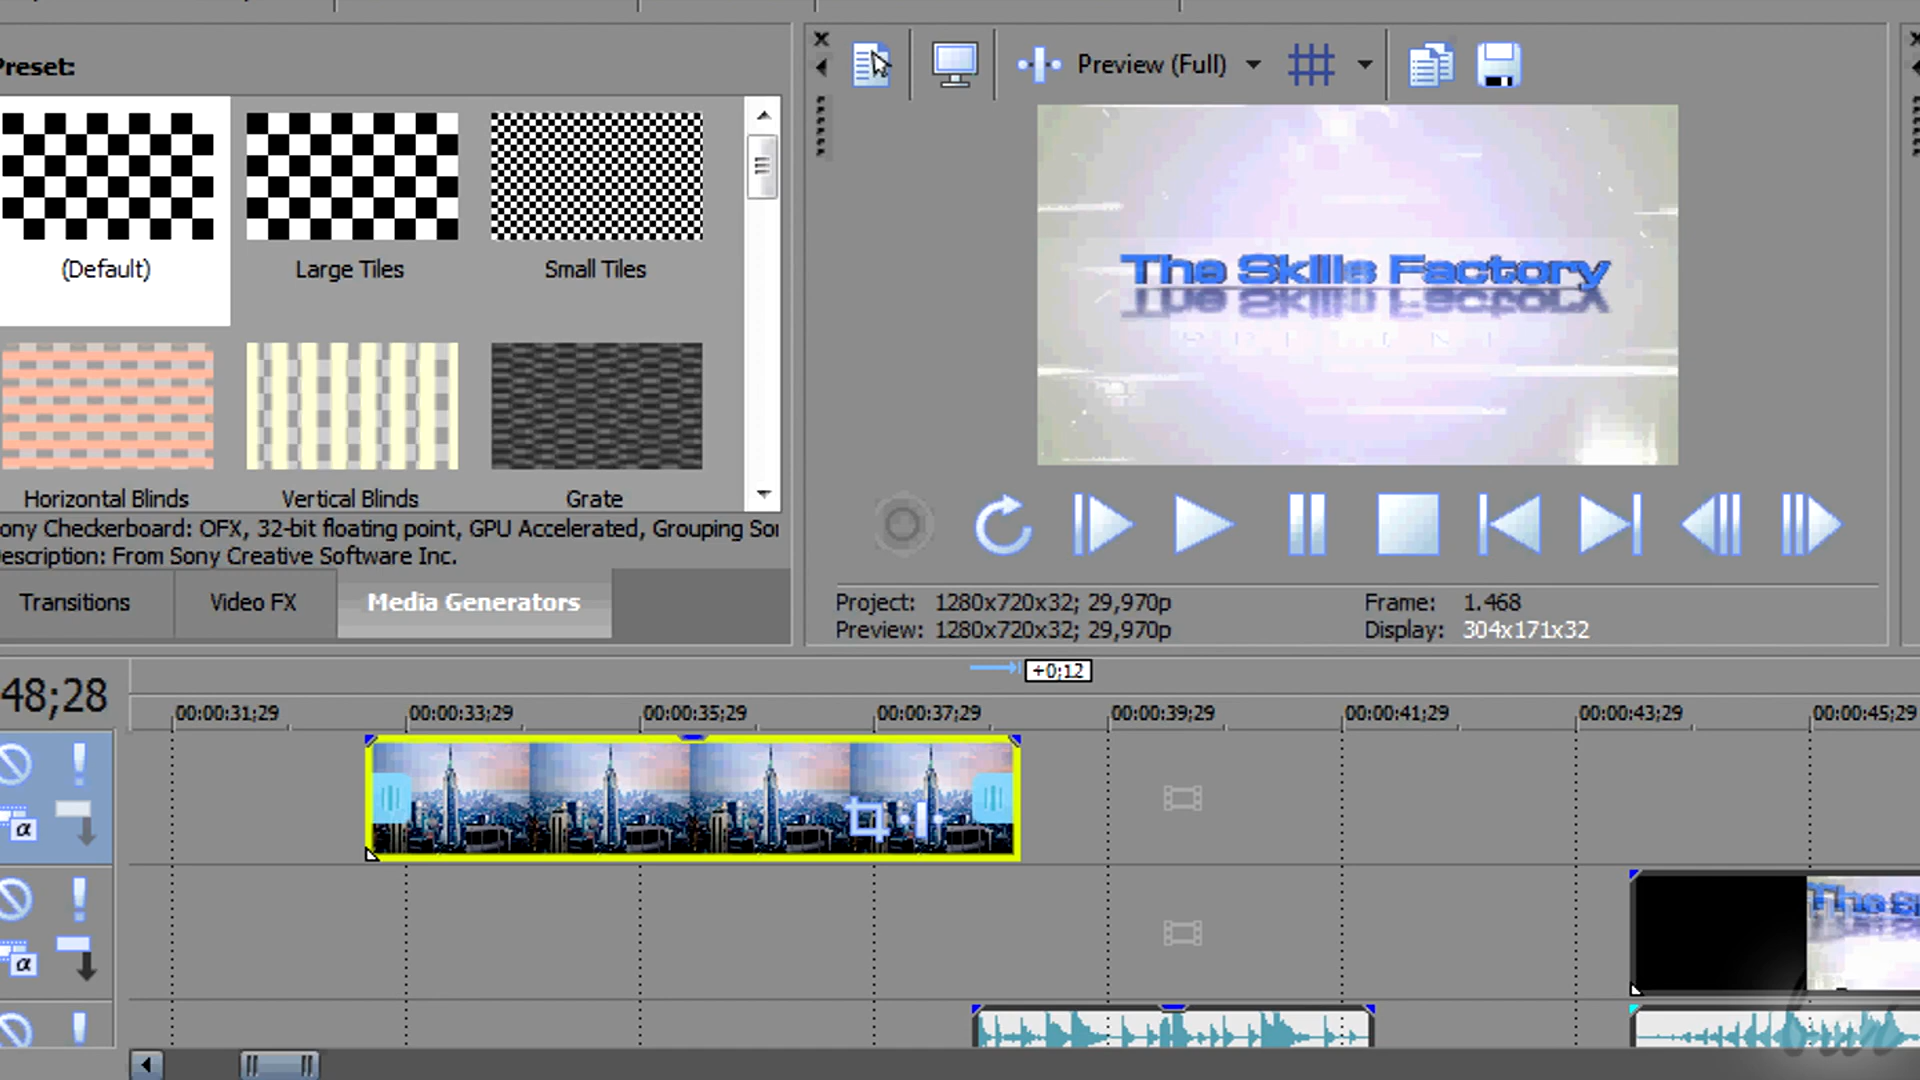 Preset:
(Default)
Large Tiles
Small Tiles
Horizontal Blinds
Vertical Blinds
Grate
ony Checkerboard: OFX, 32-bit floating point, GPU Accelerated, Grouping Son
escription: From Sony Creative Software Inc.
Transitions
Video FX
Media Generators
Preview (Full)
The Skills Factory
Project: 1280x720x32; 29,970p
Preview: 1280x720x32; 29,970p
Frame: 1.468
Display: 304x171x32
+0;12
48;28
00:00:31;29
00:00:33;29
00:00:35;29
00:00:37;29
00:00:39;29
00:00:41;29
00:00:43;29
00:00:45;29
α
α
The S